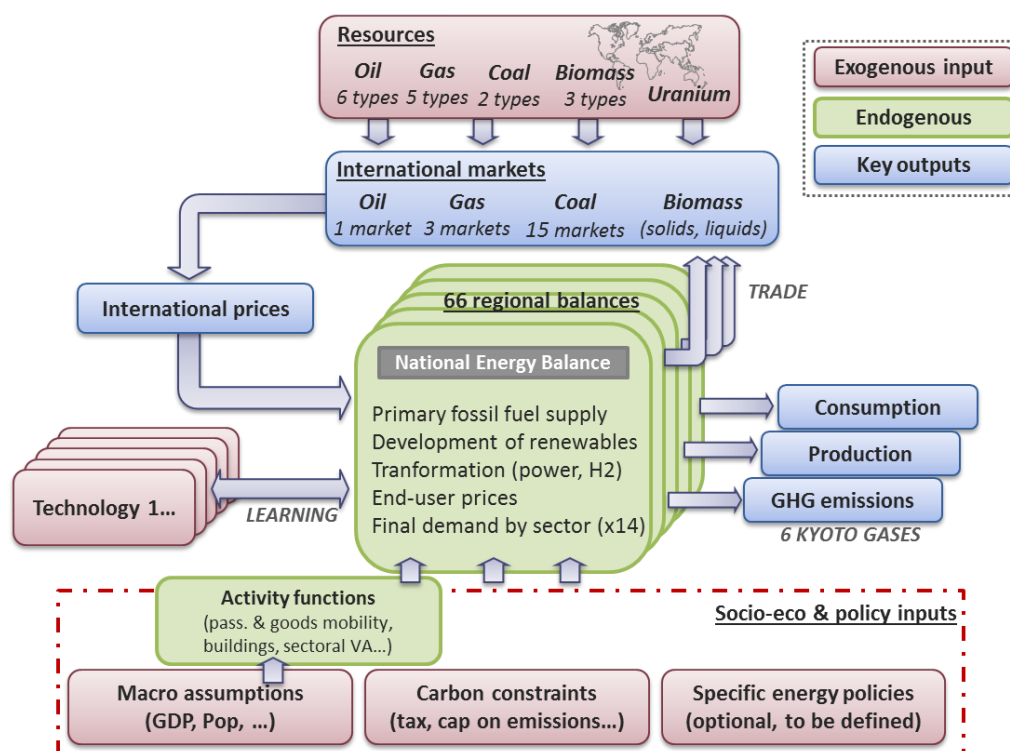 Resources
Oil Gas Coal Biomass Uranium
6 types 5 types 2 types 3 types
Exogenous input
Endogenous
Key outputs
International markets
Oil Gas Coal Biomass
1 market 3 markets 15 markets (solids, liquids)
International prices
TRADE
66 regional balances
National Energy Balance
Primary fossil fuel supply
Development of renewables
Tranformation (power, H2)
End-user prices
Final demand by sector (x14)
Consumption
Production
GHG emissions
6 KYOTO GASES
Technology 1...
LEARNING
Activity functions
(pass. & goods mobility,
buildings, sectoral VA...)
Socio-eco & policy inputs
Macro assumptions
(GDP, Pop, ...)
Carbon constraints
(tax, cap on emissions...)
Specific energy policies
(optional, to be defined)